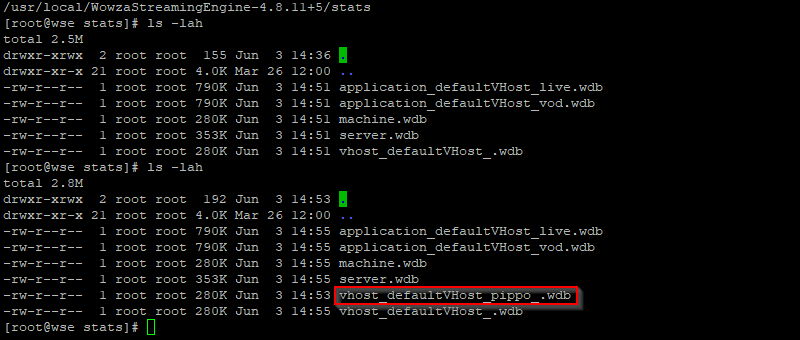 /usr/local/WowzaStreamingEngine-4.8.11+5/stats
[root@wse stats]# ls -lah
total 2.5M
drwxr-xrwx  2 root root  155 Jun  3 14:36 .
drwxr-xr-x 21 root root 4.0K Mar 26 12:00 ..
-rw-r--r--  1 root root 790K Jun  3 14:51 application_defaultVHost_live.wdb
-rw-r--r--  1 root root 790K Jun  3 14:51 application_defaultVHost_vod.wdb
-rw-r--r--  1 root root 280K Jun  3 14:51 machine.wdb
-rw-r--r--  1 root root 353K Jun  3 14:51 server.wdb
-rw-r--r--  1 root root 280K Jun  3 14:51 vhost_defaultVHost_.wdb
[root@wse stats]# ls -lah
total 2.8M
drwxr-xrwx  2 root root  192 Jun  3 14:53 .
drwxr-xr-x 21 root root 4.0K Mar 26 12:00 ..
-rw-r--r--  1 root root 790K Jun  3 14:55 application_defaultVHost_live.wdb
-rw-r--r--  1 root root 790K Jun  3 14:55 application_defaultVHost_vod.wdb
-rw-r--r--  1 root root 280K Jun  3 14:55 machine.wdb
-rw-r--r--  1 root root 353K Jun  3 14:55 server.wdb
-rw-r--r--  1 root root 280K Jun  3 14:53 vhost_defaultVHost_pippo_.wdb
-rw-r--r--  1 root root 280K Jun  3 14:55 vhost_defaultVHost_.wdb
[root@wse stats]#